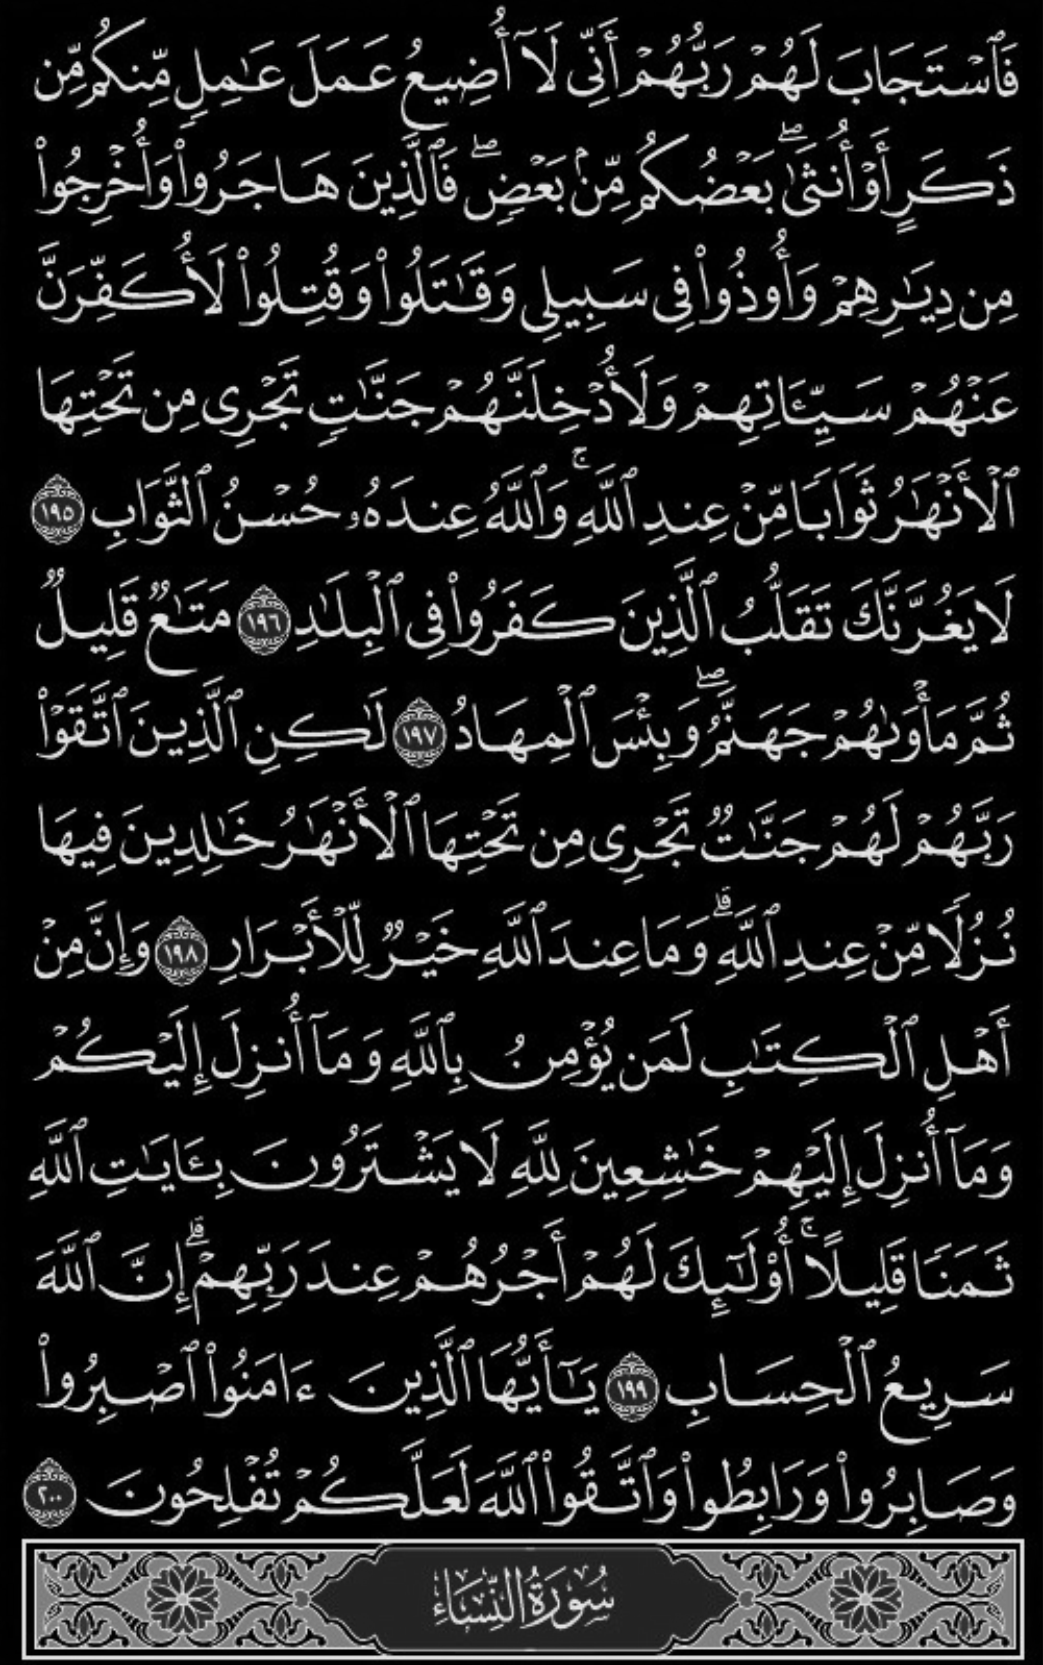 فَٱسۡتَجَابَ لَهُمۡ رَبُّهُمۡ أَنِّي لَآ أُضِيعُ عَمَلَ عَٰمِلٖ مِّنكُم مِّن
ذَكَرٍ أَوۡ أُنثَىٰۖ بَعۡضُكُم مِّنۢ بَعۡضٖۖ فَٱلَّذِينَ هَاجَرُواْ وَأُخۡرِجُواْ
مِن دِيَٰرِهِمۡ وَأُوذُواْ فِي سَبِيلِي وَقَٰتَلُواْ وَقُتِلُواْ لَأُكَفِّرَنَّ
عَنۡهُمۡ سَيِّـَٔاتِهِمۡ وَلَأُدۡخِلَنَّهُمۡ جَنَّٰتٖ تَجۡرِي مِن تَحۡتِهَا
ٱلۡأَنۡهَٰرُ ثَوَابٗا مِّنۡ عِندِ ٱللَّهِۚ وَٱللَّهُ عِندَهُۥ حُسۡنُ ٱلثَّوَابِ ١٩٥
لَا يَغُرَّنَّكَ تَقَلُّبُ ٱلَّذِينَ كَفَرُواْ فِي ٱلۡبِلَٰدِ ١٩٦ مَتَٰعٞ قَلِيلٞ
ثُمَّ مَأۡوَىٰهُمۡ جَهَنَّمُۖ وَبِئۡسَ ٱلۡمِهَادُ ١٩٧ لَٰكِنِ ٱلَّذِينَ ٱتَّقَوۡاْ
رَبَّهُمۡ لَهُمۡ جَنَّٰتٞ تَجۡرِي مِن تَحۡتِهَا ٱلۡأَنۡهَٰرُ خَٰلِدِينَ فِيهَا
نُزُلٗا مِّنۡ عِندِ ٱللَّهِۗ وَمَا عِندَ ٱللَّهِ خَيۡرٞ لِّلۡأَبۡرَارِ ١٩٨ وَإِنَّ مِنۡ
أَهۡلِ ٱلۡكِتَٰبِ لَمَن يُؤۡمِنُ بِٱللَّهِ وَمَآ أُنزِلَ إِلَيۡكُمۡ
وَمَآ أُنزِلَ إِلَيۡهِمۡ خَٰشِعِينَ لِلَّهِ لَا يَشۡتَرُونَ بِـَٔايَٰتِ ٱللَّهِ
ثَمَنٗا قَلِيلًاۚ أُوْلَٰٓئِكَ لَهُمۡ أَجۡرُهُمۡ عِندَ رَبِّهِمۡۗ إِنَّ ٱللَّهَ
سَرِيعُ ٱلۡحِسَابِ ١٩٩ يَٰٓأَيُّهَا ٱلَّذِينَ ءَامَنُواْ ٱصۡبِرُواْ
وَصَابِرُواْ وَرَابِطُواْ وَٱتَّقُواْ ٱللَّهَ لَعَلَّكُمۡ تُفۡلِحُونَ ٢٠٠
سُورَةُ النِّسَاءِ